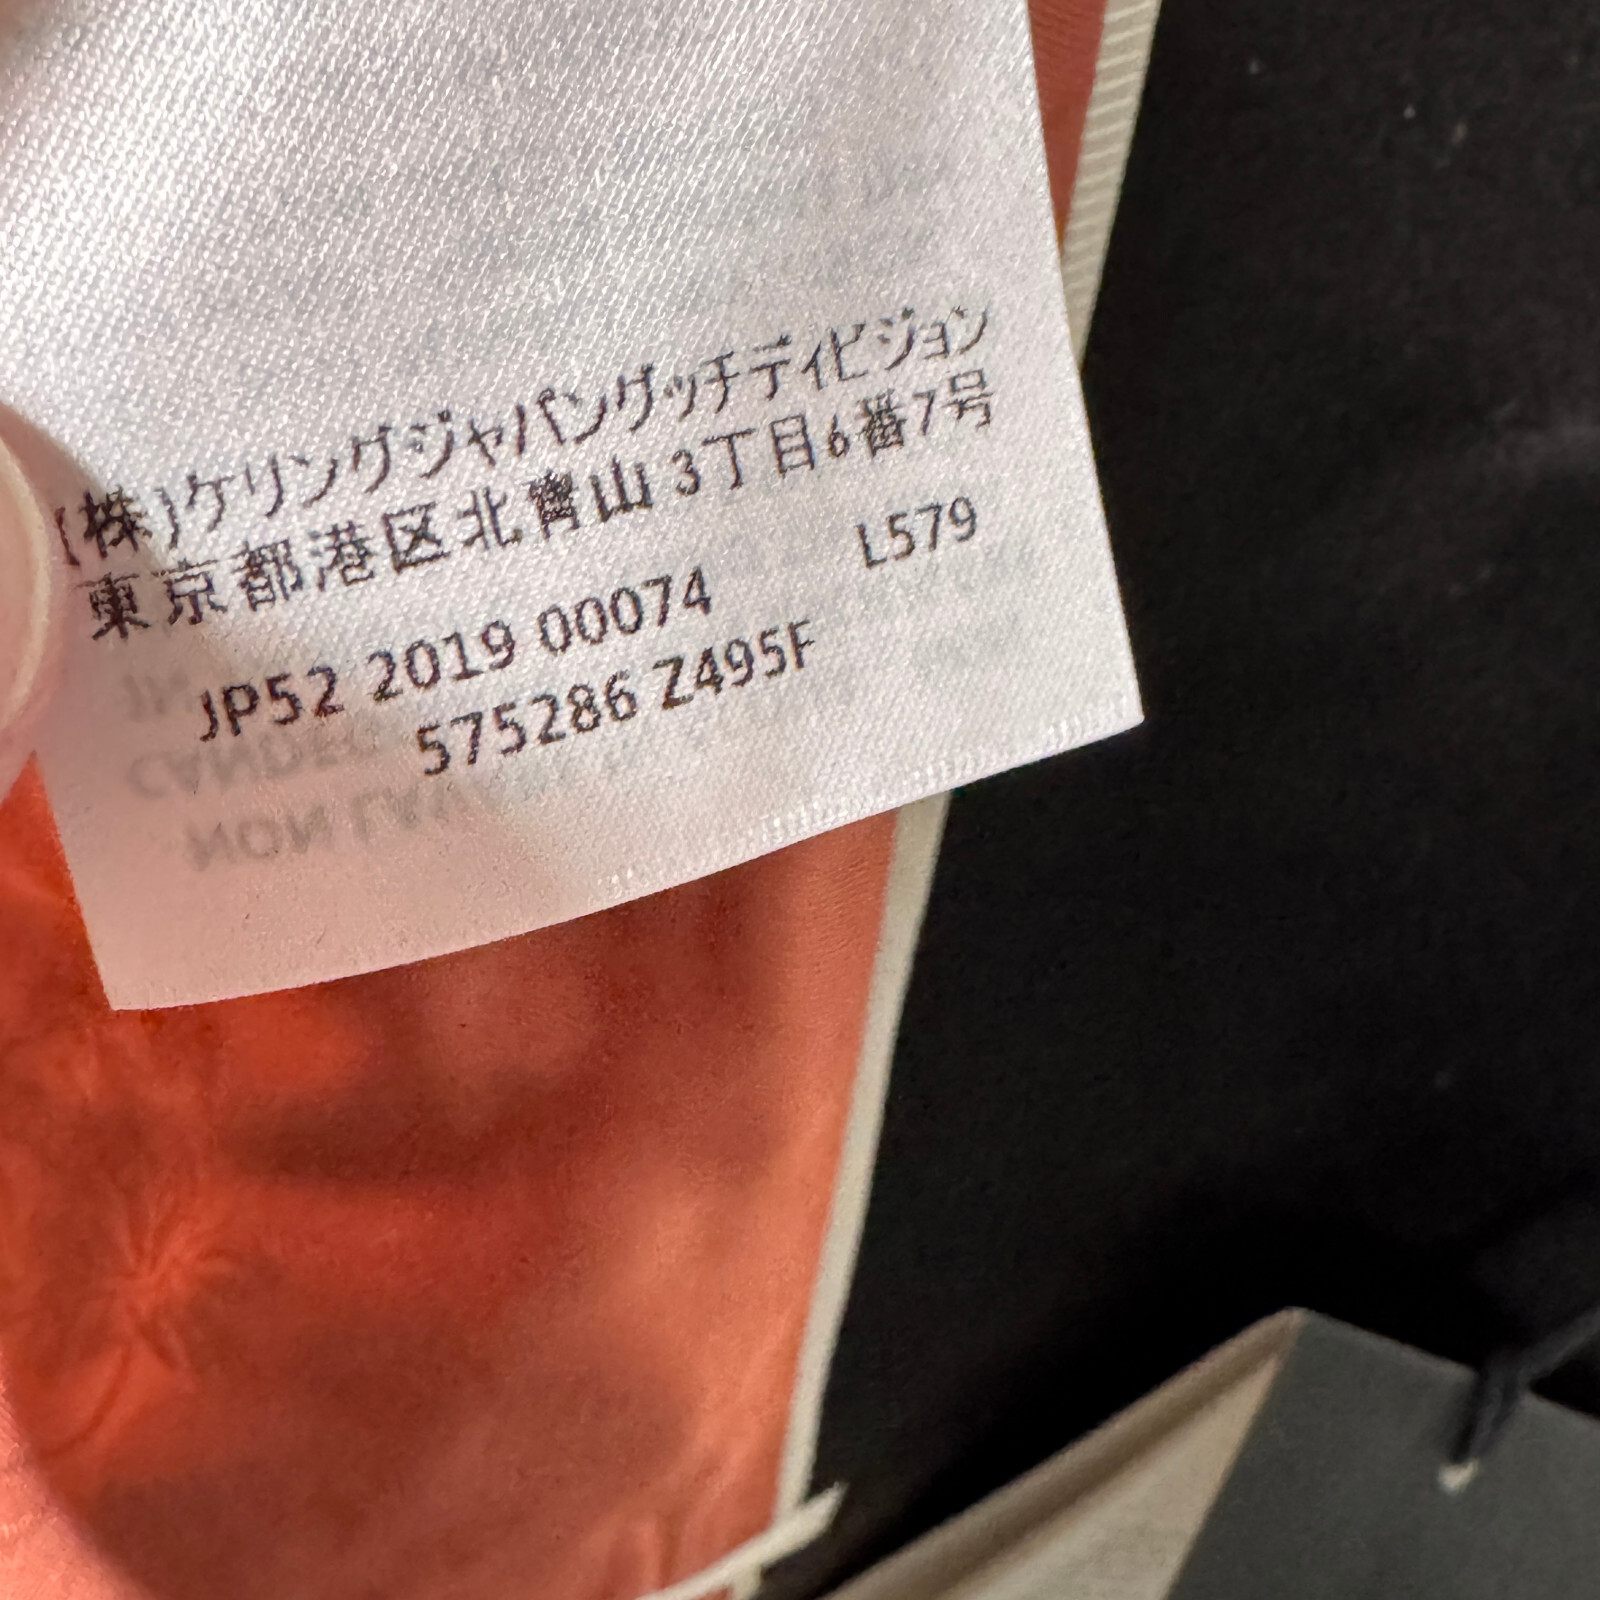 (株)ケリングジャパングッチディビジョン
東京都港区北青山3丁目6番7号
L579
JP52 2019 00074
575286 Z495F